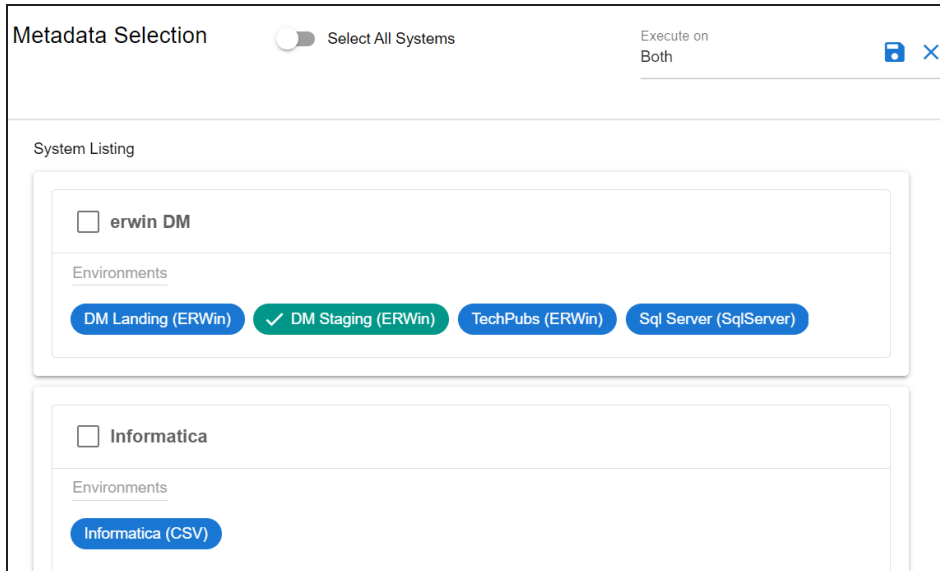 Metadata Selection
Select All Systems
Execute on
Both
System Listing
erwin DM
Environments
DM Landing (ERWin)
DM Staging (ERWin)
TechPubs (ERWin)
Sql Server (SqlServer)
Informatica
Environments
Informatica (CSV)